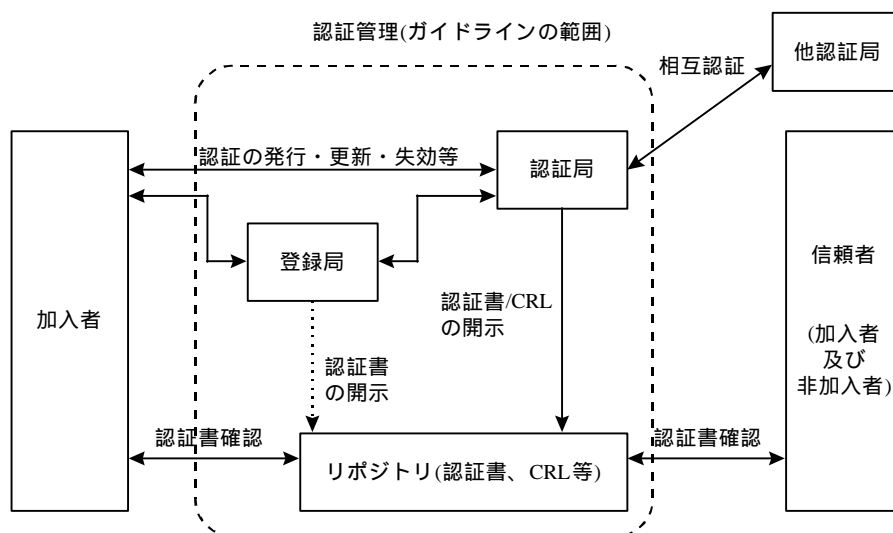 認証管理(ガイドラインの範囲)
他認証局
相互認証
認証の発行・更新・失効等
認証局
登録局
信頼者
(加入者
及び
非加入者)
加入者
認証書/CRL
の開示
認証書
の開示
認証書確認
認証書確認
リポジトリ(認証書、CRL等)